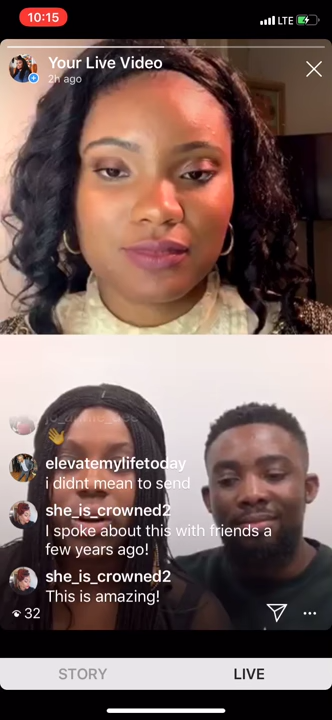 10:15
LTE
Your Live Video
2h ago
👋
elevatemylifetoday
i didnt mean to send
she_is_crowned2
I spoke about this with friends a
few years ago!
she_is_crowned2
This is amazing!
32
STORY
LIVE